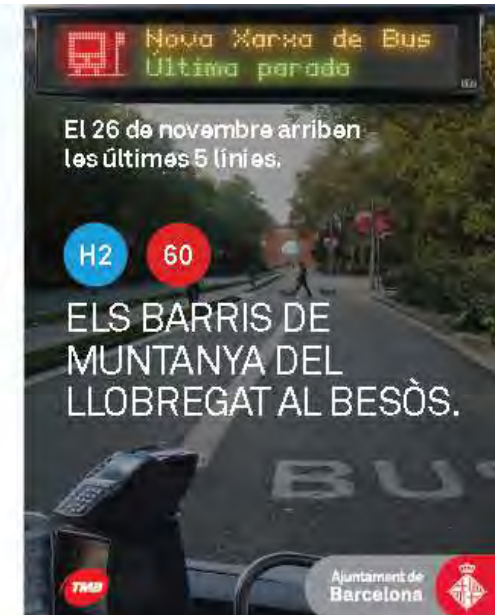 Nova Xarxa de Bus
Última parada
El 26 de novembre arriben
les últimes 5 línies.
H2 60
ELS BARRIS DE
MUNTANYA DEL
LLOBREGAT AL BESÒS.
BUS
TMB
Ajuntament de
Barcelona